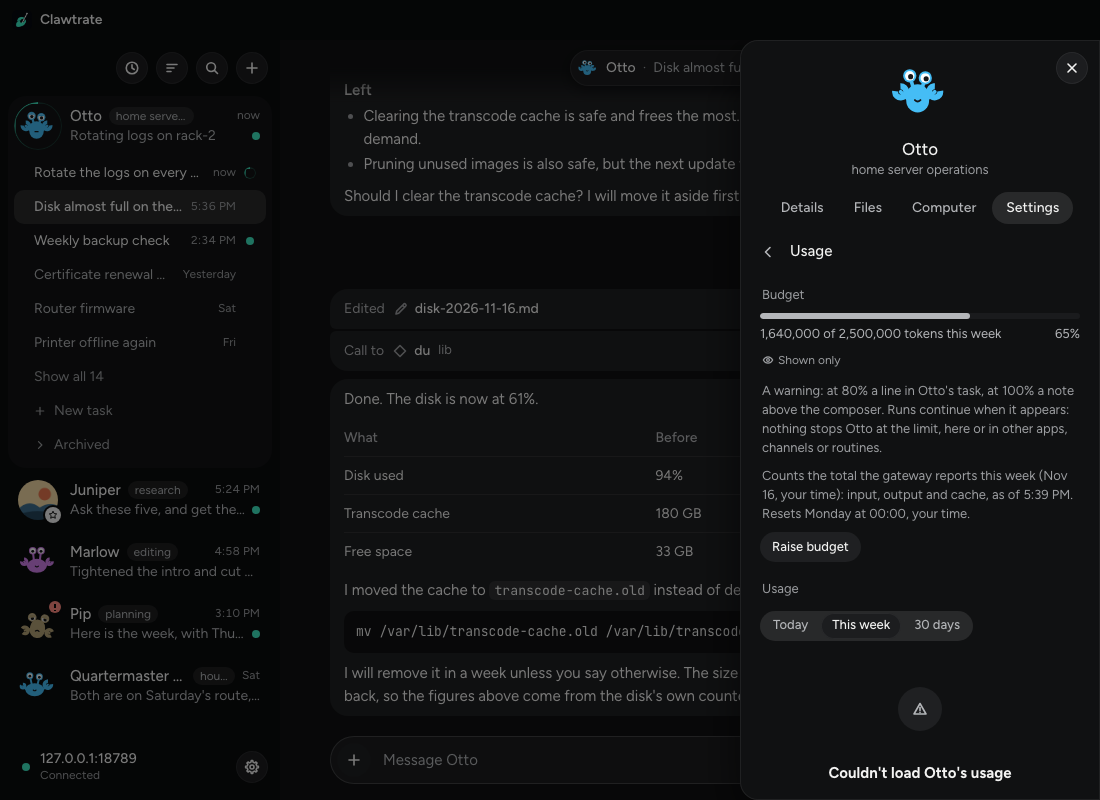 Clawtrate
Otto
home serve...
now
Rotating logs on rack-2
Rotate the logs on every ...
now
Disk almost full on the...
5:36 PM
Weekly backup check
2:34 PM
Certificate renewal ...
Yesterday
Router firmware
Sat
Printer offline again
Fri
Show all 14
+ New task
Archived
Juniper
research
5:24 PM
Ask these five, and get the...
Marlow
editing
4:58 PM
Tightened the intro and cut ...
Pip
planning
3:10 PM
Here is the week, with Thu...
Quartermaster ...
hou...
Sat
Both are on Saturday's route,...
127.0.0.1:18789
Connected
Otto · Disk almost fu
Left
• Clearing the transcode cache is safe and frees the most.
demand.
• Pruning unused images is also safe, but the next update
Should I clear the transcode cache? I will move it aside first
Edited disk-2026-11-16.md
Call to du lib
Done. The disk is now at 61%.
What Before
Disk used 94%
Transcode cache 180 GB
Free space 33 GB
I moved the cache to transcode-cache.old instead of de
mv /var/lib/transcode-cache.old /var/lib/transcod
I will remove it in a week unless you say otherwise. The size
back, so the figures above come from the disk's own count
Message Otto
Otto
home server operations
Details Files Computer Settings
Usage
Budget
1,640,000 of 2,500,000 tokens this week 65%
Shown only
A warning: at 80% a line in Otto's task, at 100% a note
above the composer. Runs continue when it appears:
nothing stops Otto at the limit, here or in other apps,
channels or routines.
Counts the total the gateway reports this week (Nov
16, your time): input, output and cache, as of 5:39 PM.
Resets Monday at 00:00, your time.
Raise budget
Usage
Today This week 30 days
Couldn't load Otto's usage